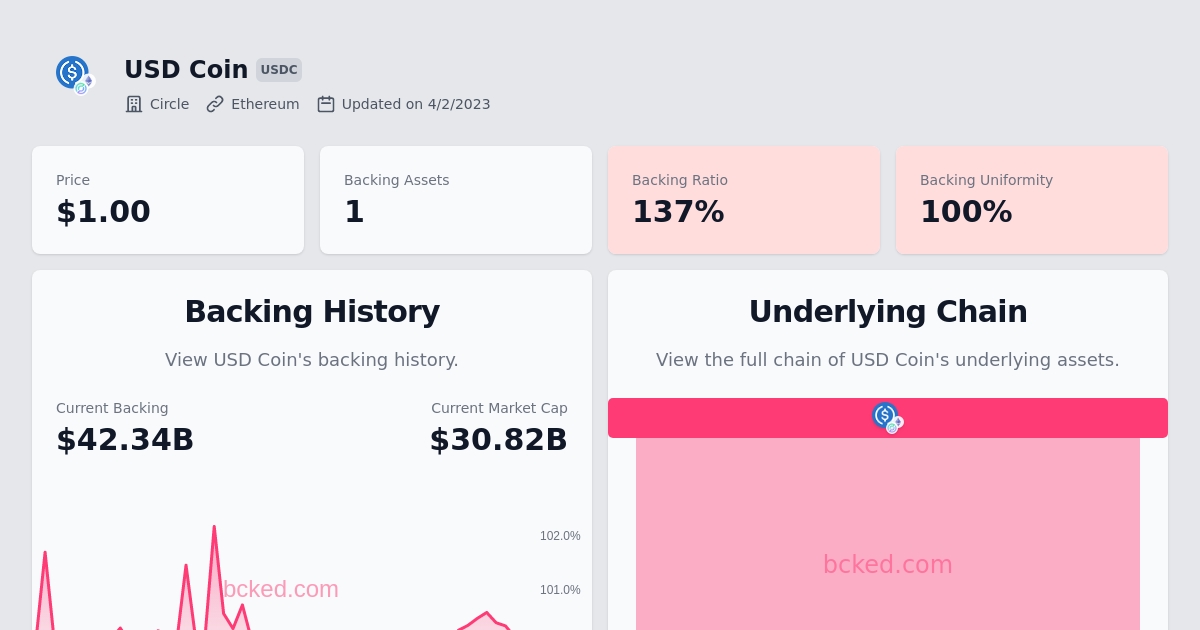 USD Coin USDC
Circle Ethereum Updated on 4/2/2023
Price
$1.00
Backing Assets
1
Backing Ratio
137%
Backing Uniformity
100%
Backing History
View USD Coin's backing history.
Current Backing
$42.34B
Current Market Cap
$30.82B
102.0%
101.0%
bcked.com
Underlying Chain
View the full chain of USD Coin's underlying assets.
bcked.com